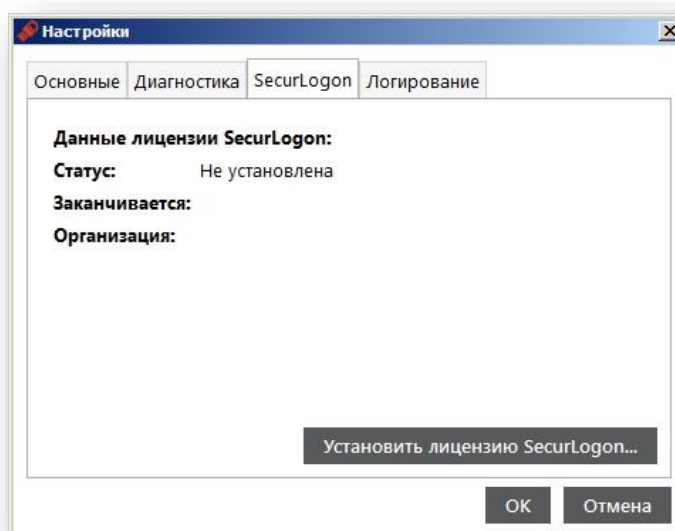 Настройки
Основные Диагностика SecurLogon Логирование
Данные лицензии SecurLogon:
Статус: Не установлена
Заканчивается:
Организация:
Установить лицензию SecurLogon...
OK Отмена